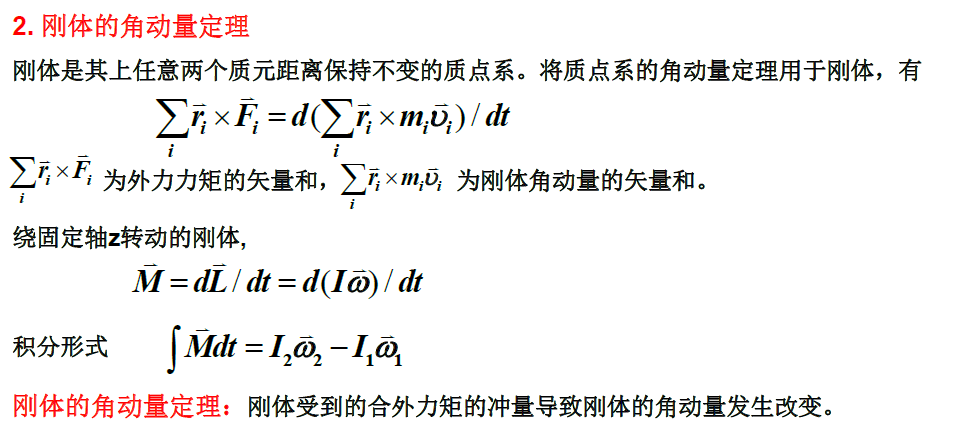 2. 刚体的角动量定理
刚体是其上任意两个质元距离保持不变的质点系。将质点系的角动量定理用于刚体，有
$\sum_i \vec{r}_i \times \vec{F}_i = d(\sum_i \vec{r}_i \times m_i \vec{\upsilon}_i) / dt$
$\sum_i \vec{r}_i \times \vec{F}_i$ 为外力力矩的矢量和，$\sum_i \vec{r}_i \times m_i \vec{\upsilon}_i$ 为刚体角动量的矢量和。
绕固定轴z转动的刚体,
$\vec{M} = d\vec{L} / dt = d(I\vec{\omega}) / dt$
积分形式 $\int \vec{M} dt = I_2 \vec{\omega}_2 - I_1 \vec{\omega}_1$
刚体的角动量定理：刚体受到的合外力矩的冲量导致刚体的角动量发生改变。